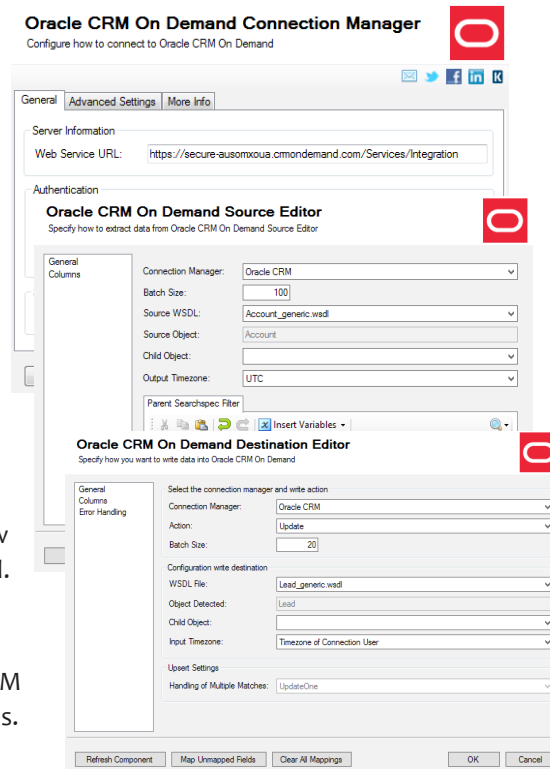 Oracle CRM On Demand Connection Manager
Configure how to connect to Oracle CRM On Demand
General Advanced Settings More Info
Server Information
Web Service URL: https://secure-ausomxoua.crmondemand.com/Services/Integration
Authentication
Oracle CRM On Demand Source Editor
Specify how to extract data from Oracle CRM On Demand Source Editor
General
Columns
Connection Manager: Oracle CRM
Batch Size: 100
Source WSDL: Account_generic.wsdl
Source Object: Account
Child Object:
Output Timezone: UTC
Parent Searchspec Filter
Insert Variables
Oracle CRM On Demand Destination Editor
Specify how you want to write data into Oracle CRM On Demand
General
Columns
Error Handling
Select the connection manager and write action
Connection Manager: Oracle CRM
Action: Update
Batch Size: 20
Configuration write destination
WSDL File: Lead_generic.wsdl
Object Detected: Lead
Child Object:
Input Timezone: Timezone of Connection User
Upsert Settings
Handling of Multiple Matches: UpdateOne
Refresh Component Map Unmapped Fields Clear All Mappings OK Cancel